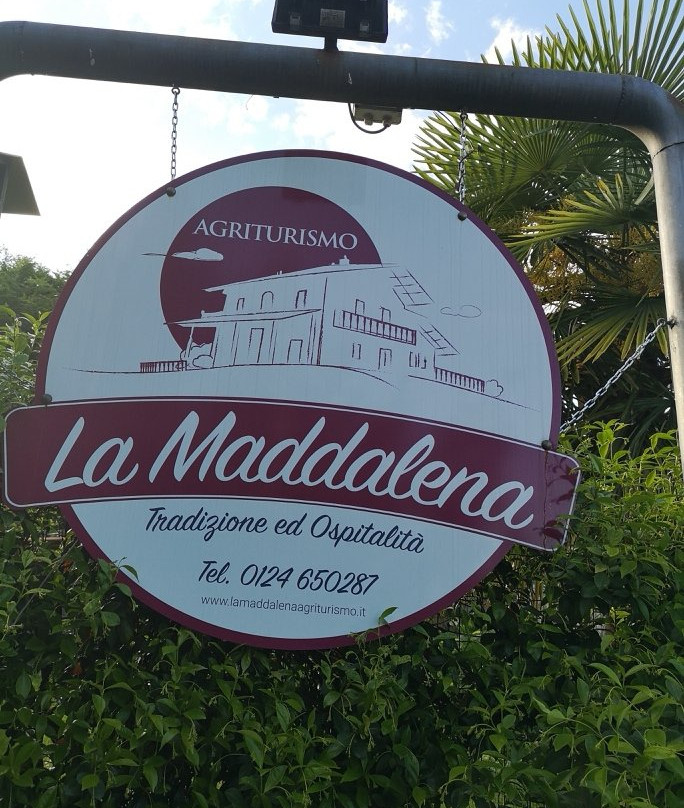 AGRITURISMO
La Maddalena
Tradizione ed Ospitalità
Tel. 0124 650287
www.lamaddalenaagriturismo.it